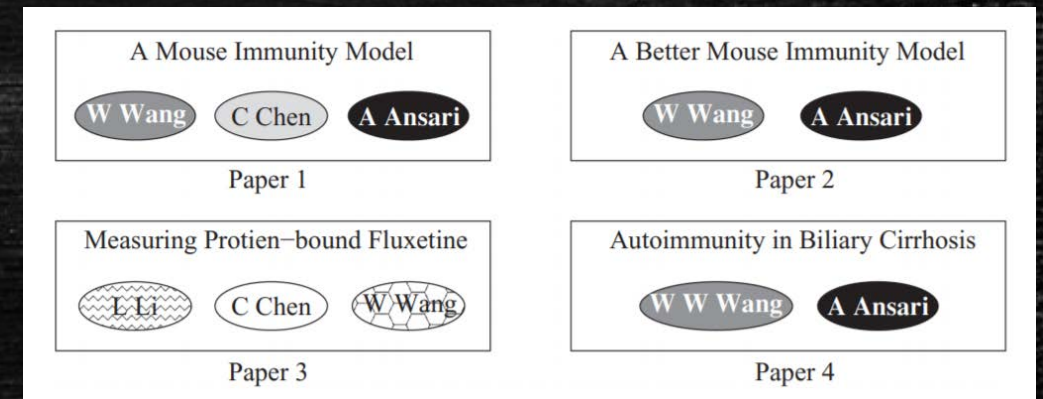 A Mouse Immunity Model
W Wang C Chen A Ansari
Paper 1
A Better Mouse Immunity Model
W Wang A Ansari
Paper 2
Measuring Protien−bound Fluxetine
L Li C Chen W Wang
Paper 3
Autoimmunity in Biliary Cirrhosis
W W Wang A Ansari
Paper 4